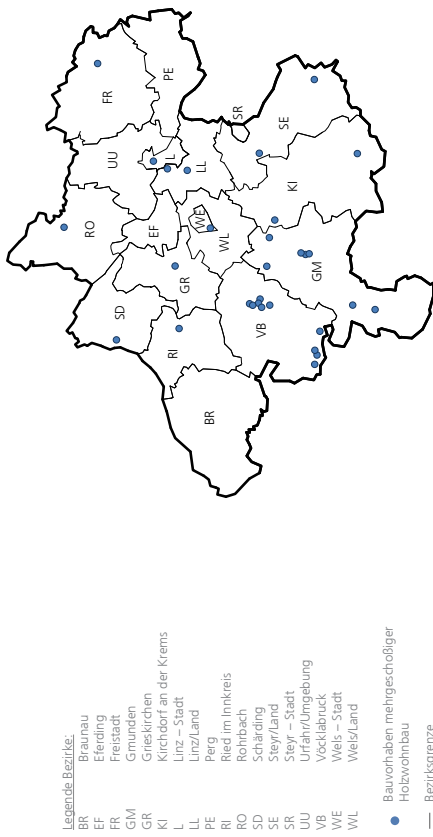 Legende Bezirke:
BR Braunau
EF Eferding
FR Freistadt
GM Gmunden
GR Grieskirchen
KI Kirchdorf an der Krems
L Linz – Stadt
LL Linz/Land
PE Perg
RI Ried im Innkreis
RO Rohrbach
SD Schärding
SE Steyr/Land
SR Steyr – Stadt
UU Urfahr/Umgebung
VB Vöcklabruck
WE Wels – Stadt
WL Wels/Land
Bauvorhaben mehrgeschoßiger
Holzwohnbau
Bezirksgrenze
FR
PE
UU
L
LL
SR
SE
RO
EF
WE
WL
KI
SD
GR
GM
RI
VB
BR